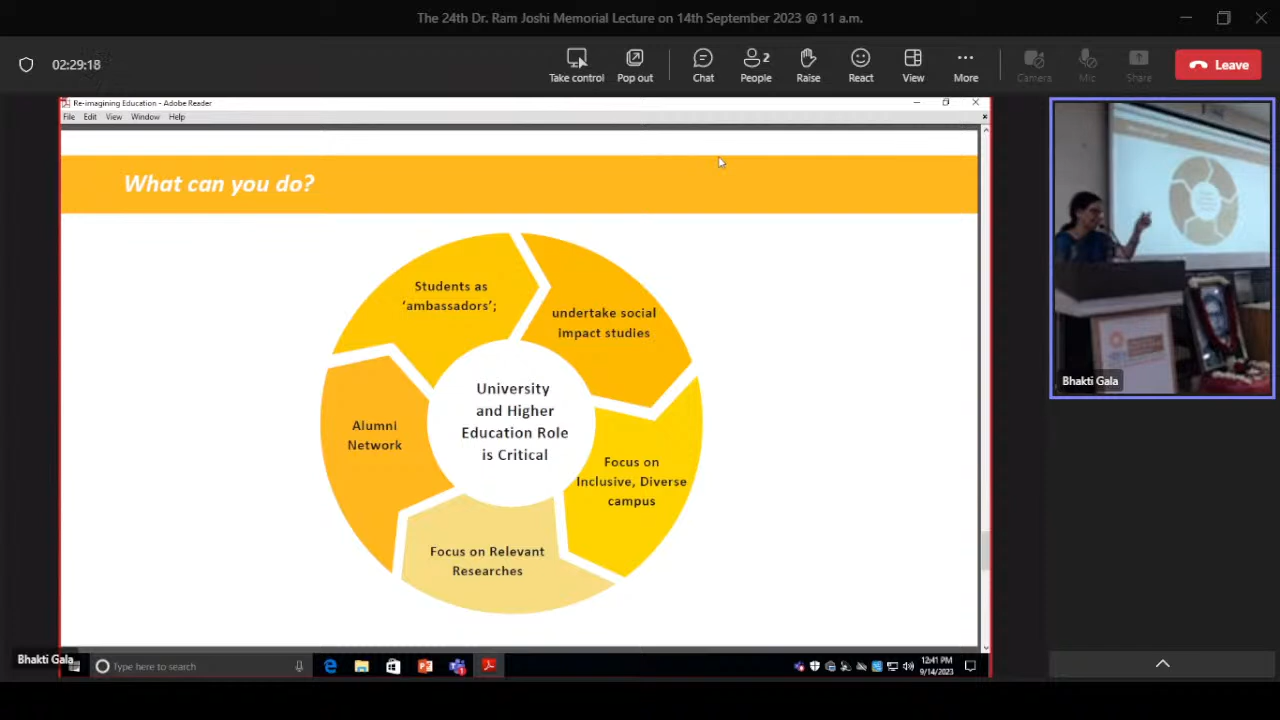 The 24th Dr. Ram Joshi Memorial Lecture on 14th September 2023 @ 11 a.m.
02:29:18
Take control
Pop out
Chat
2
People
Raise
React
View
More
Camera
Mic
Share
Leave
Re-imagining Education - Adobe Reader
File Edit View Window Help
What can you do?
Students as
‘ambassadors’;
undertake social
impact studies
University
and Higher
Education Role
is Critical
Alumni
Network
Focus on
Inclusive, Diverse
campus
Focus on Relevant
Researches
Bhakti Gala
Bhakti Gala
Type here to search
12:41 PM
9/14/2023